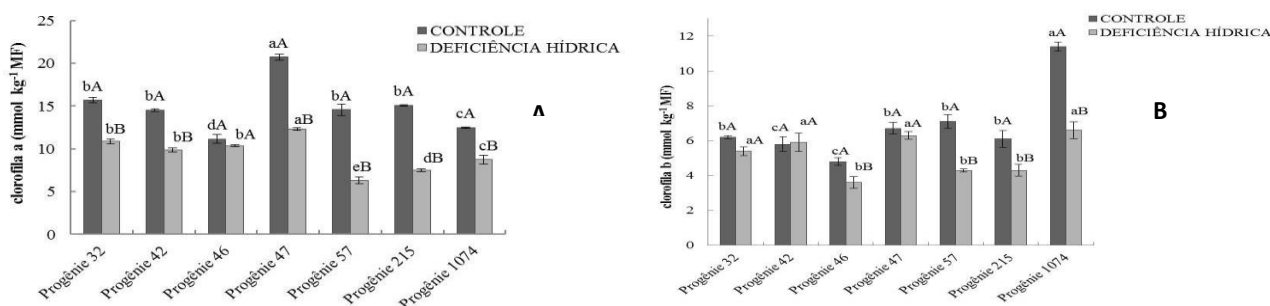 25
20
15
10
5
0
clorofila a (mmol kg-1 MF)
CONTROLE
DEFICIÊNCIA HÍDRICA
bA
bB
bA
bB
dA
bA
aA
aB
bA
eB
bA
dB
cA
cB
Progênie 32
Progênie 42
Progênie 46
Progênie 47
Progênie 57
Progênie 215
Progênie 1074
A
12
10
8
6
4
2
0
clorofila b (mmol kg-1 MF)
CONTROLE
DEFICIÊNCIA HÍDRICA
bA
aA
cA
aA
cA
bB
bA
aA
bA
bB
bA
bB
aA
aB
Progênie 32
Progênie 42
Progênie 46
Progênie 47
Progênie 57
Progênie 215
Progênie 1074
B